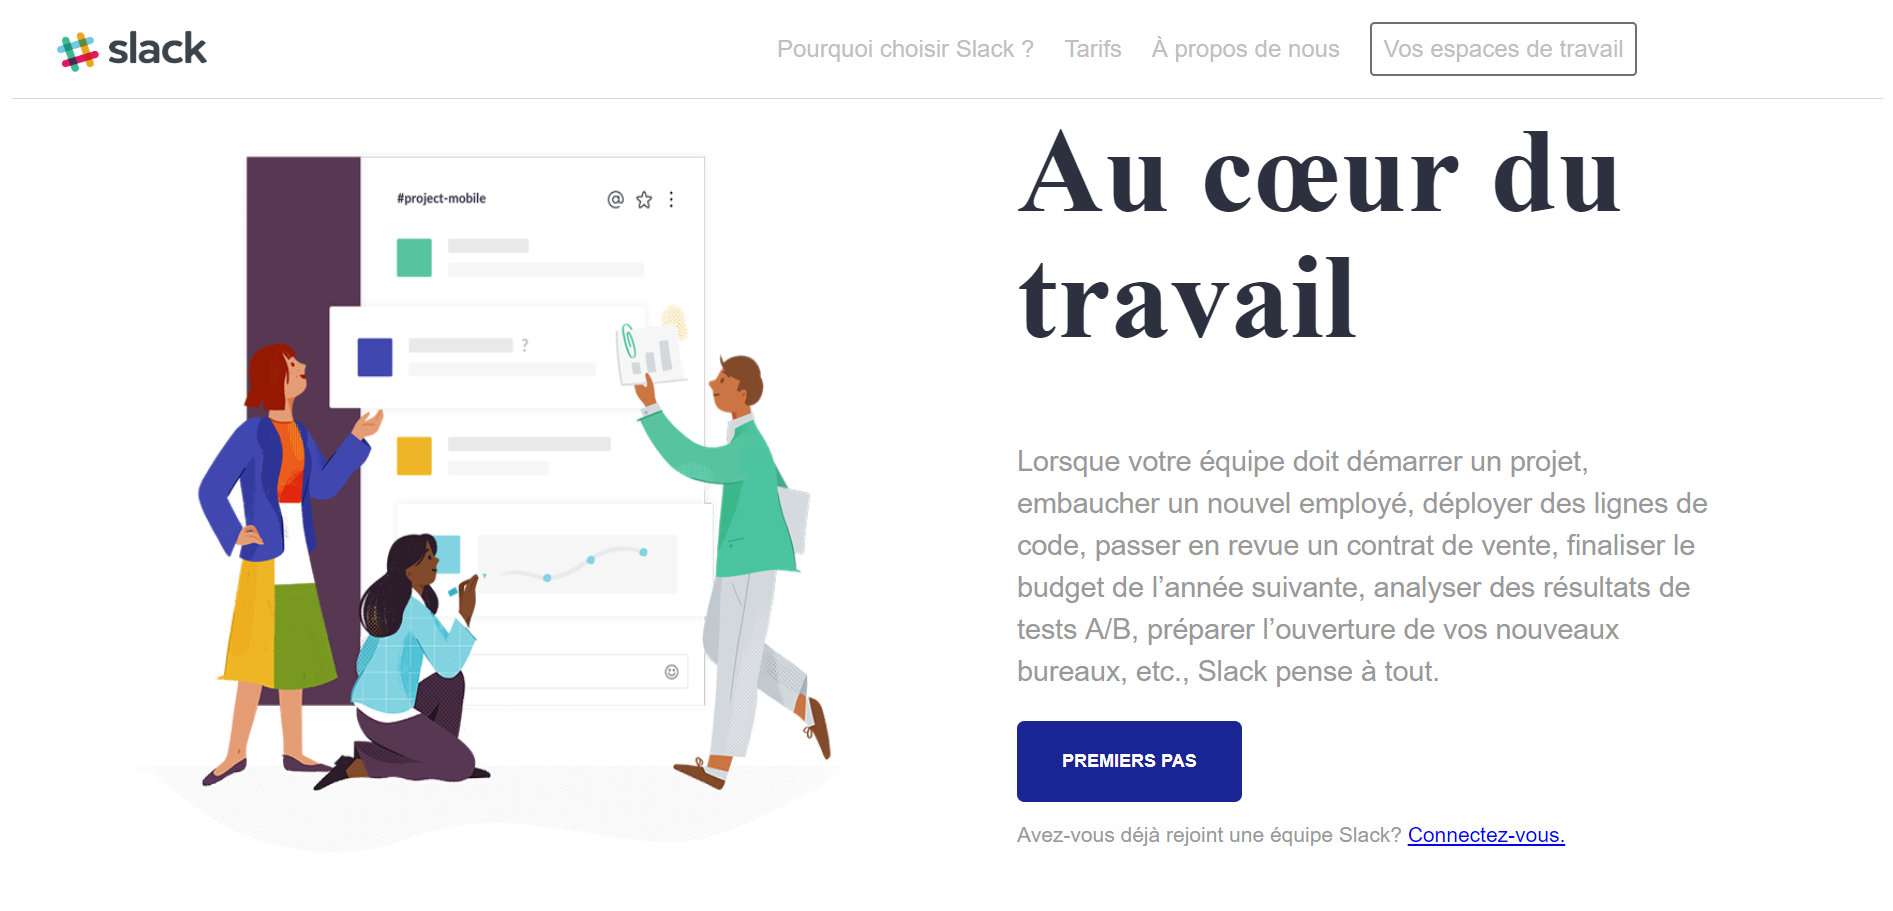 slack
Pourquoi choisir Slack ? Tarifs À propos de nous Vos espaces de travail
#project-mobile
?
Au cœur du
travail
Lorsque votre équipe doit démarrer un projet,
embaucher un nouvel employé, déployer des lignes de
code, passer en revue un contrat de vente, finaliser le
budget de l’année suivante, analyser des résultats de
tests A/B, préparer l’ouverture de vos nouveaux
bureaux, etc., Slack pense à tout.
PREMIERS PAS
Avez-vous déjà rejoint une équipe Slack? Connectez-vous.